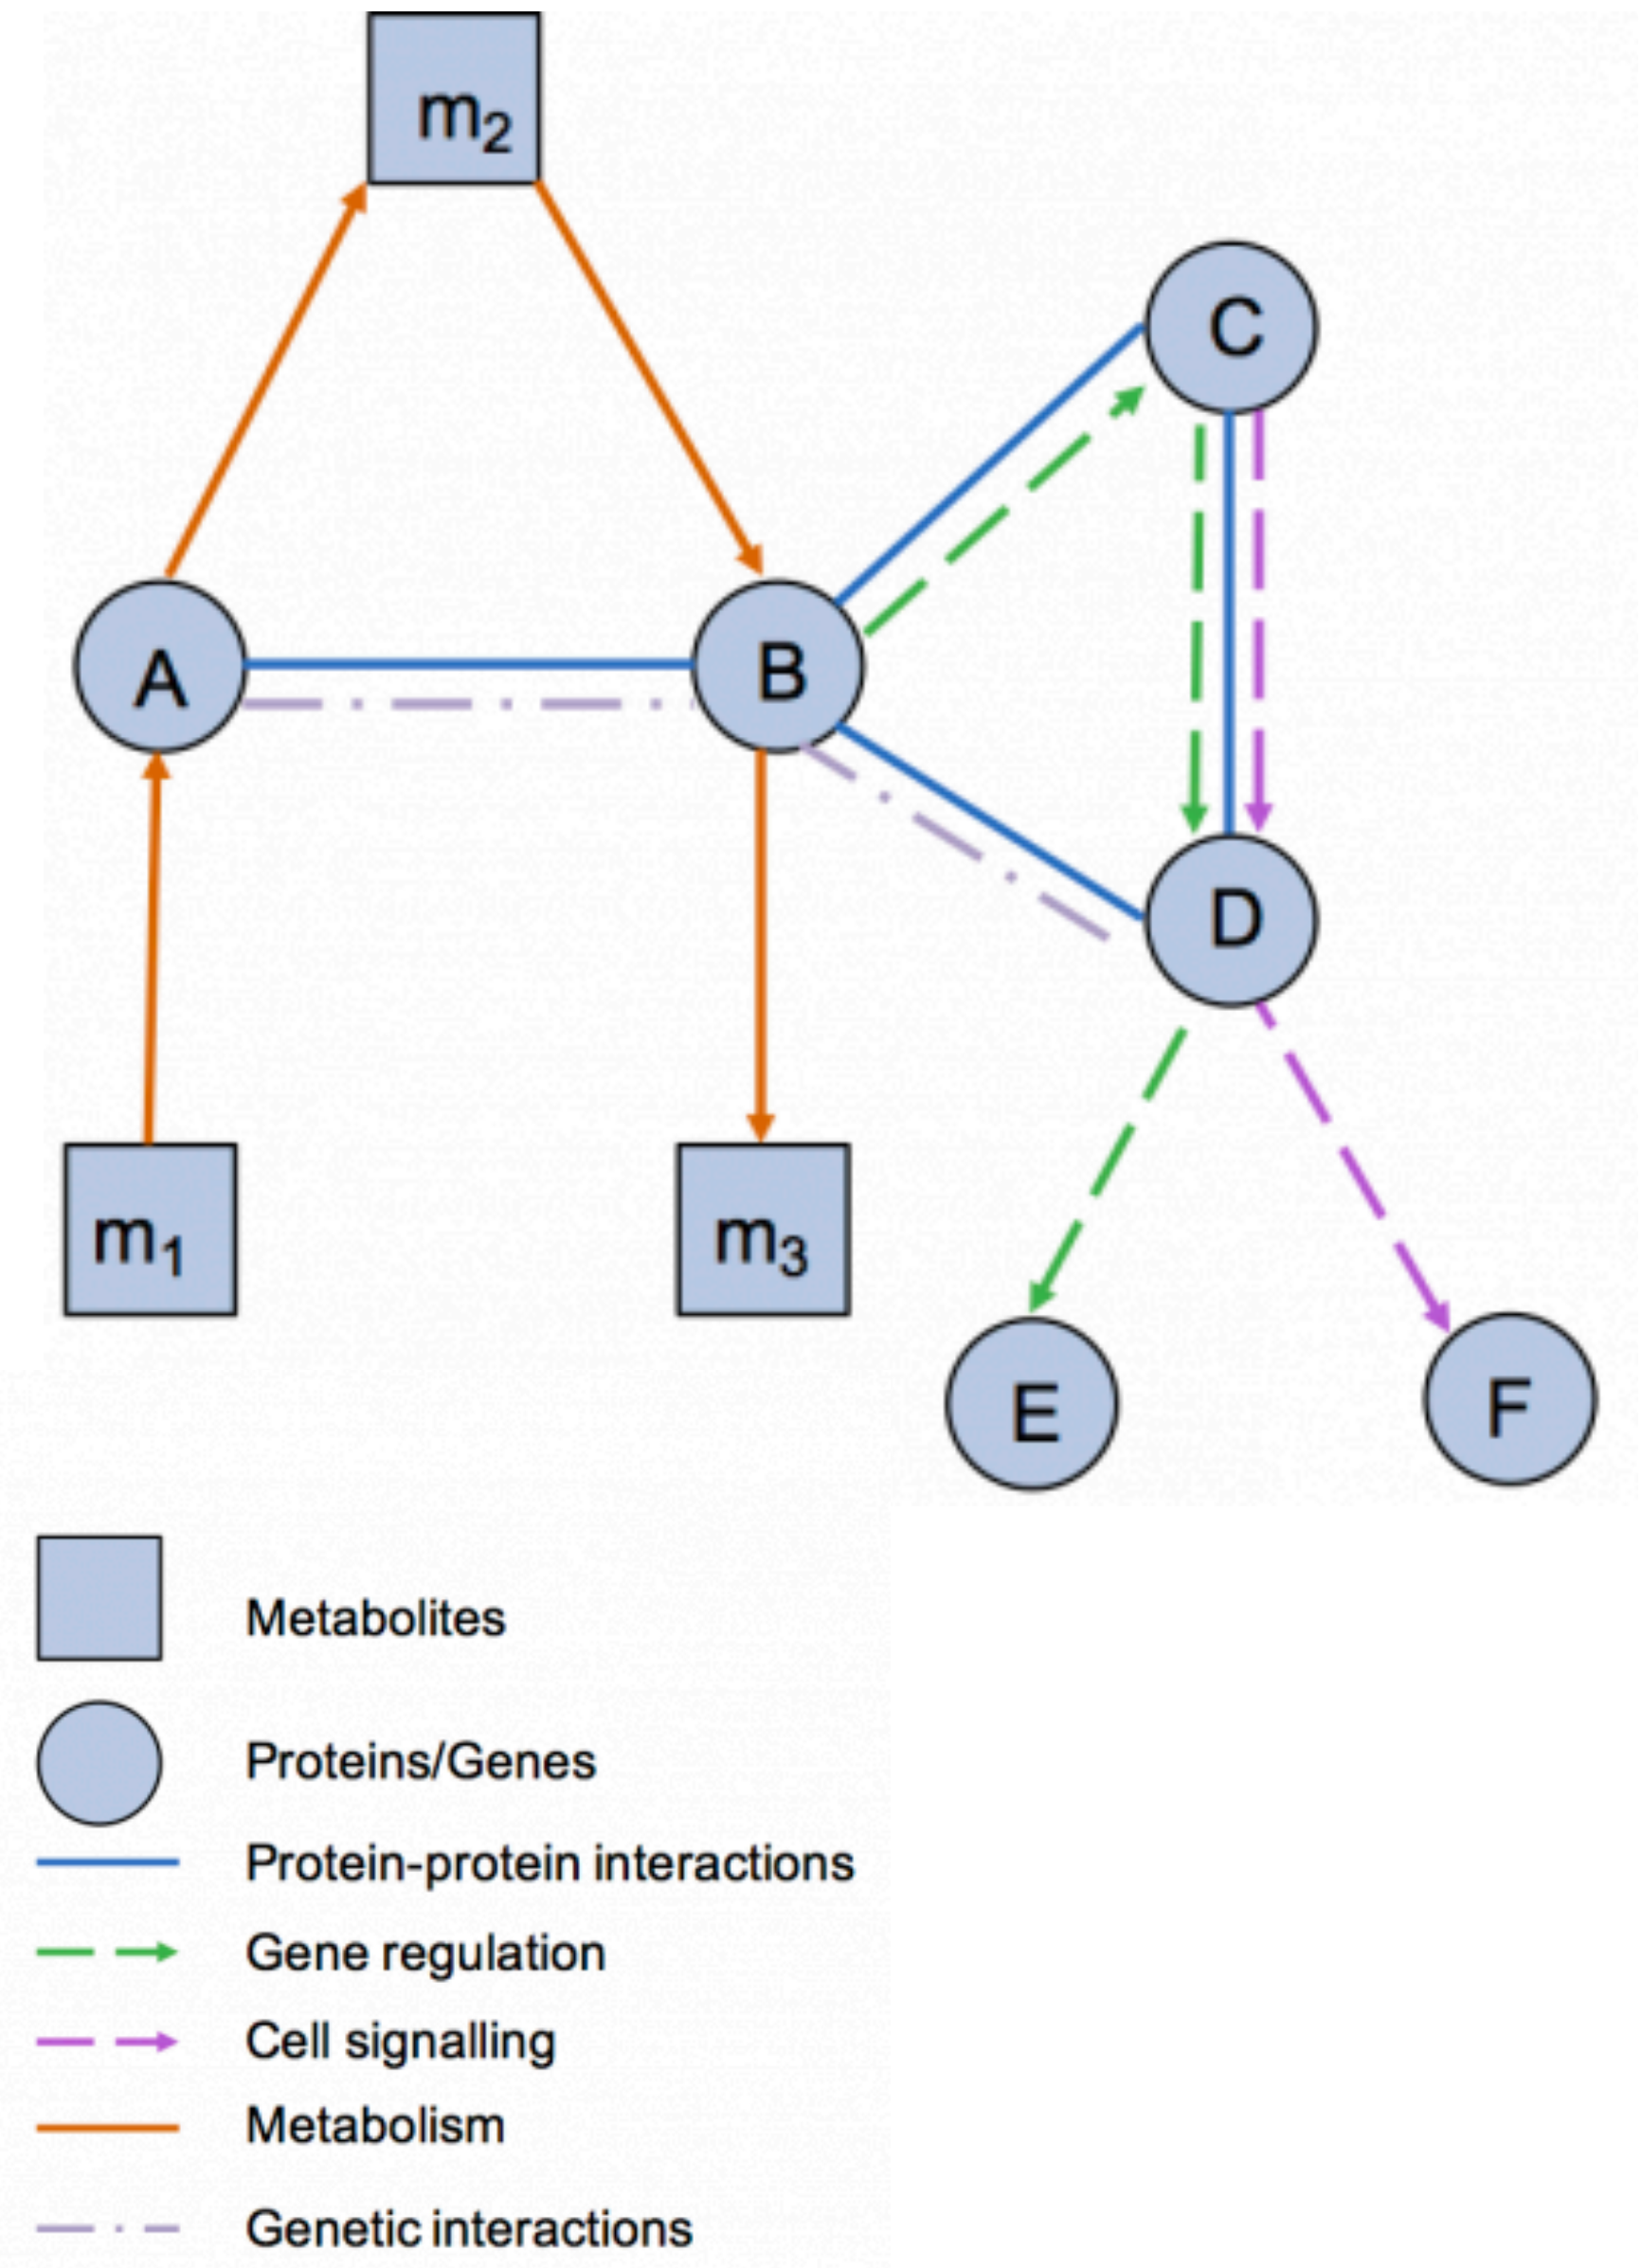 m₂
C
A
B
D
m₁
m₃
E
F
Metabolites
Proteins/Genes
Protein-protein interactions
Gene regulation
Cell signalling
Metabolism
Genetic interactions